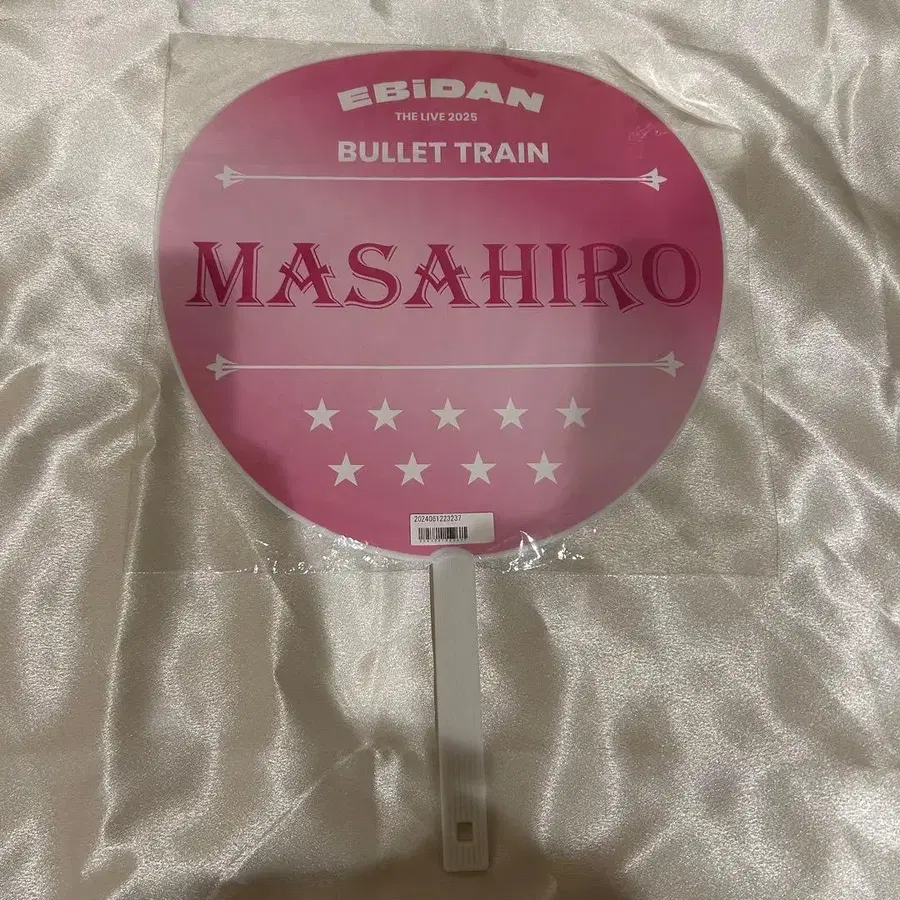 EBiDAN
THE LIVE 2025
BULLET TRAIN
MASAHIRO
2024061223237